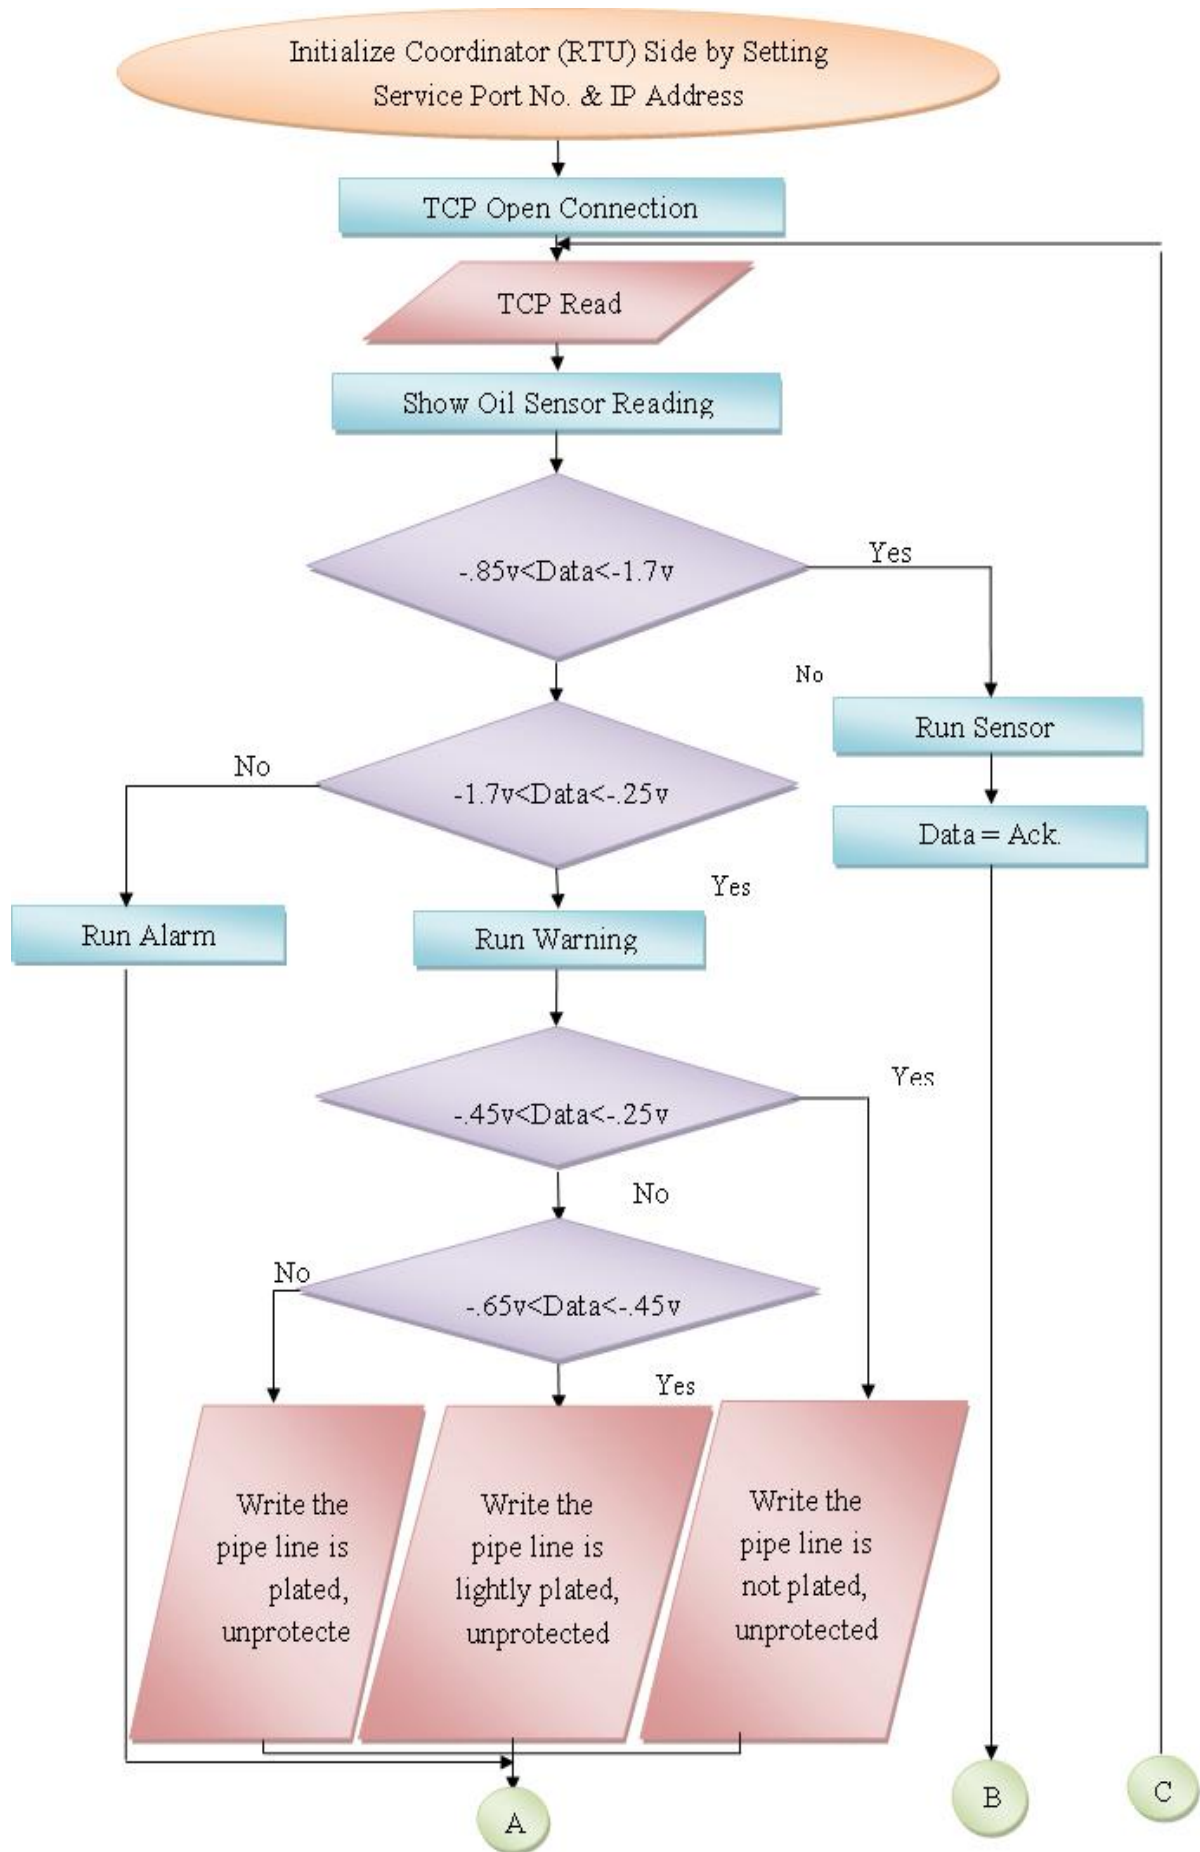 Initialize Coordinator (RTU) Side by Setting
Service Port No. & IP Address
TCP Open Connection
TCP Read
Show Oil Sensor Reading
-.85v<Data<-1.7v
Yes
No
Run Sensor
-1.7v<Data<-.25v
No
Data = Ack.
Yes
Run Alarm
Run Warning
-.45v<Data<-.25v
Yes
No
-.65v<Data<-.45v
No
Yes
Write the
pipe line is
plated,
unprotecte
Write the
pipe line is
lightly plated,
unprotected
Write the
pipe line is
not plated,
unprotected
A
B
C